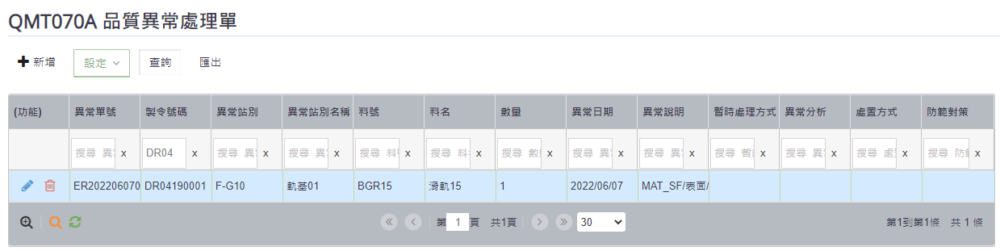 QMT070A 品質異常處理單
新增 設定 查詢 匯出
(功能) 異常單號 製令號碼 異常站別 異常站別名稱 料號 料名 數量 異常日期 異常說明 暫時處理方式 異常分析 處置方式 防範對策
搜尋 異常 x DR04 x 搜尋 異常 x 搜尋 異 x 搜尋 料 x 搜尋 料 x 搜尋 數 x 搜尋 異 x 搜尋 異常 x 搜尋 暫 x 搜尋 異 x 搜尋 處 x 搜尋 防 x
ER202206070 DR04190001 F-G10 軌基01 BGR15 滑軌15 1 2022/06/07 MAT_SF/表面/
第 1 頁 共1頁 30 第1到第1條 共 1 條